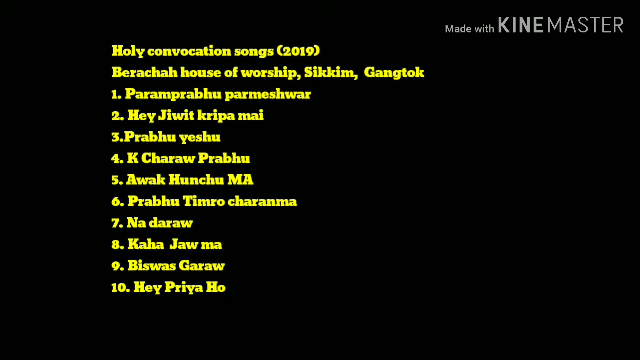 Made with KINEMASTER
Holy convocation songs (2019)
Berachah house of worship, Sikkim, Gangtok
1. Paramprabhu parmeshwar
2. Hey Jiwit kripa mai
3.Prabhu yeshu
4. K Charaw Prabhu
5. Awak Hunchu MA
6. Prabhu Timro charanma
7. Na daraw
8. Kaha Jaw ma
9. Biswas Garaw
10. Hey Priya Ho